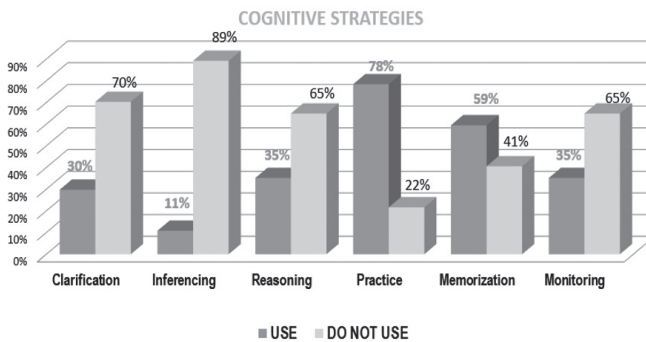 COGNITIVE STRATEGIES
90%
80%
70%
60%
50%
40%
30%
20%
10%
0%
30% 70% 11% 89% 35% 65% 78% 22% 59% 41% 35% 65%
Clarification Inferencing Reasoning Practice Memorization Monitoring
USE DO NOT USE